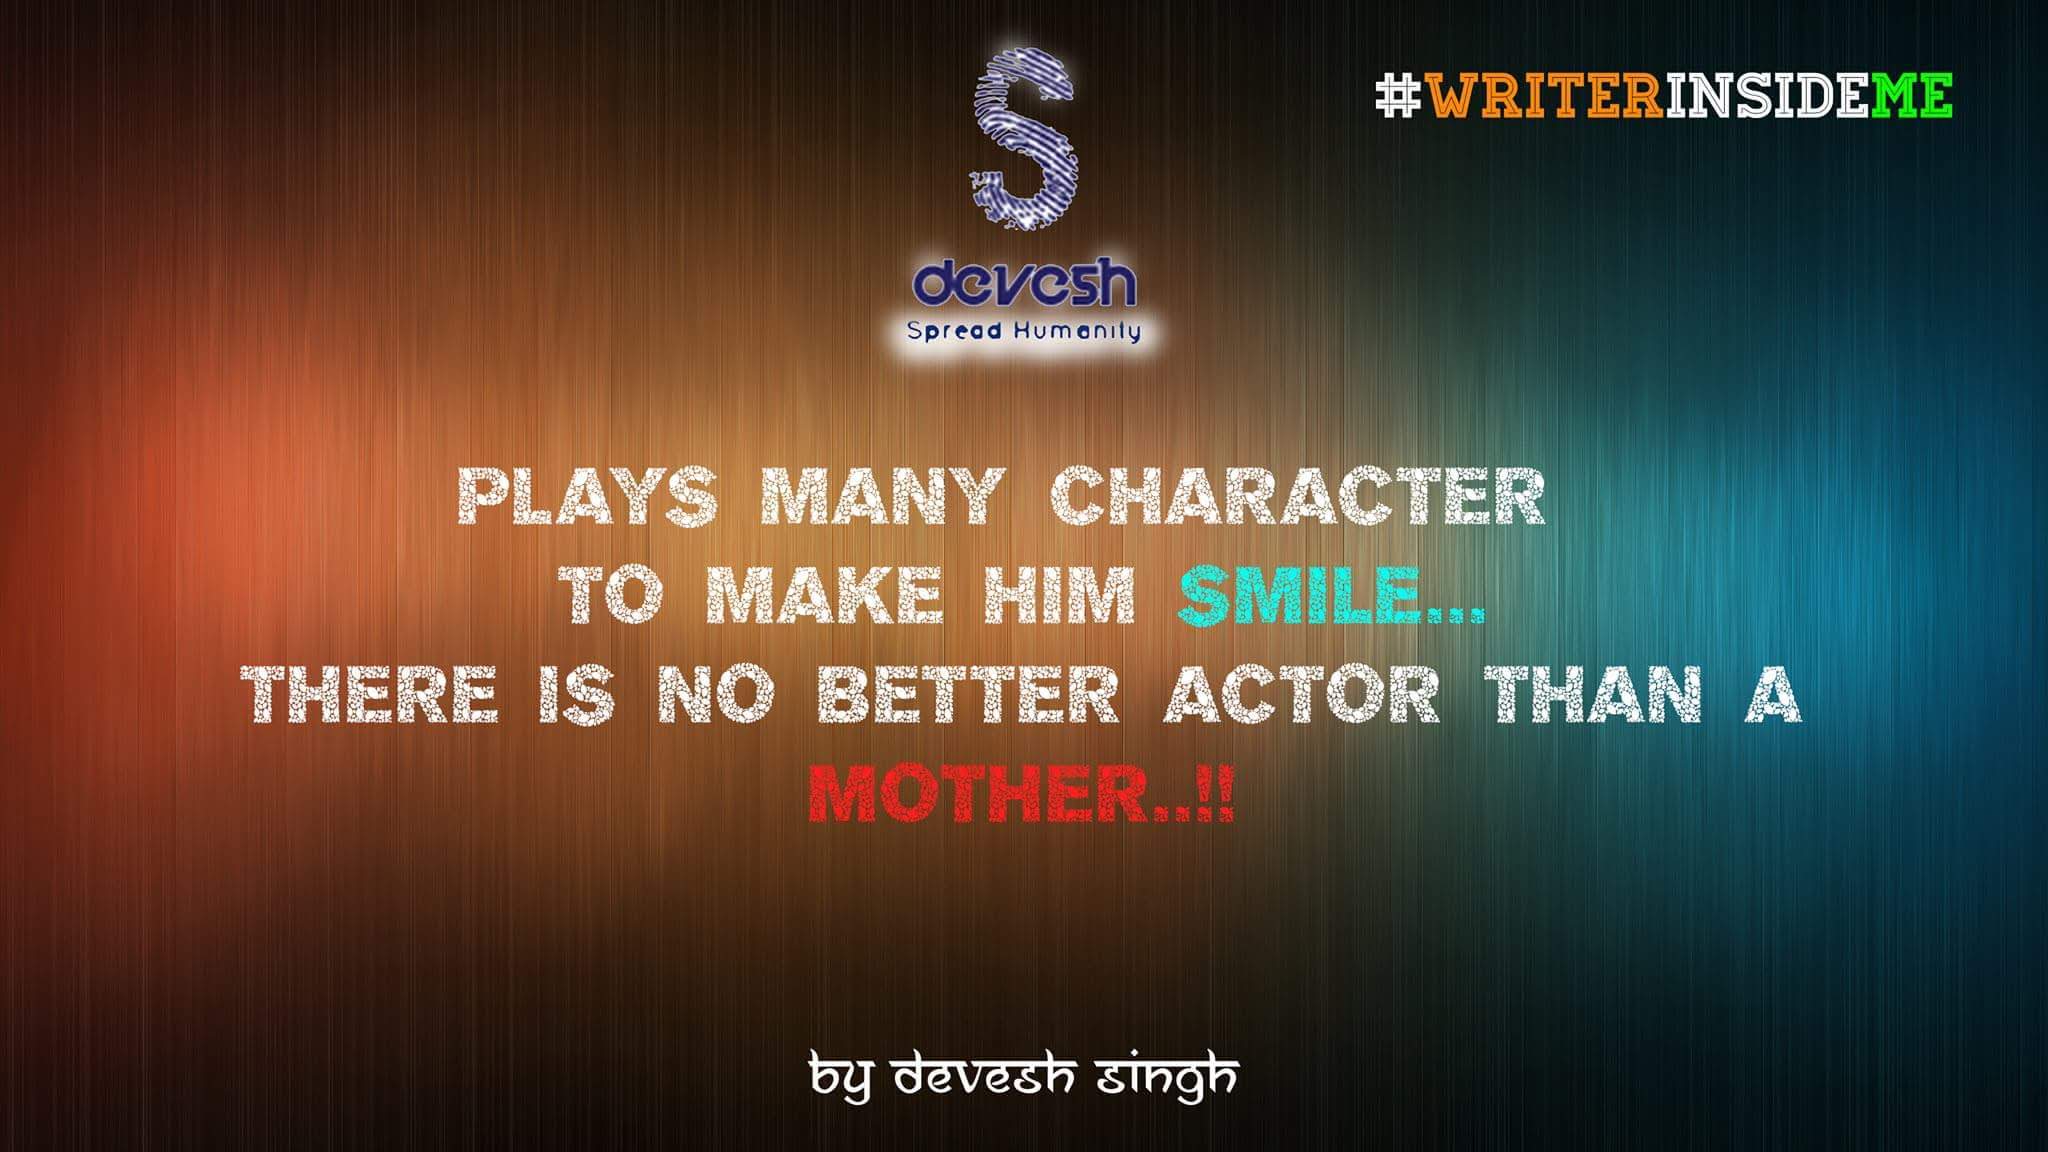 S
#WRITERINSIDEME
devesh
Spread Humanity
PLAYS MANY CHARACTER
TO MAKE HIM SMILE...
THERE IS NO BETTER ACTOR THAN A
MOTHER..!!
BY DEVESH SINGH